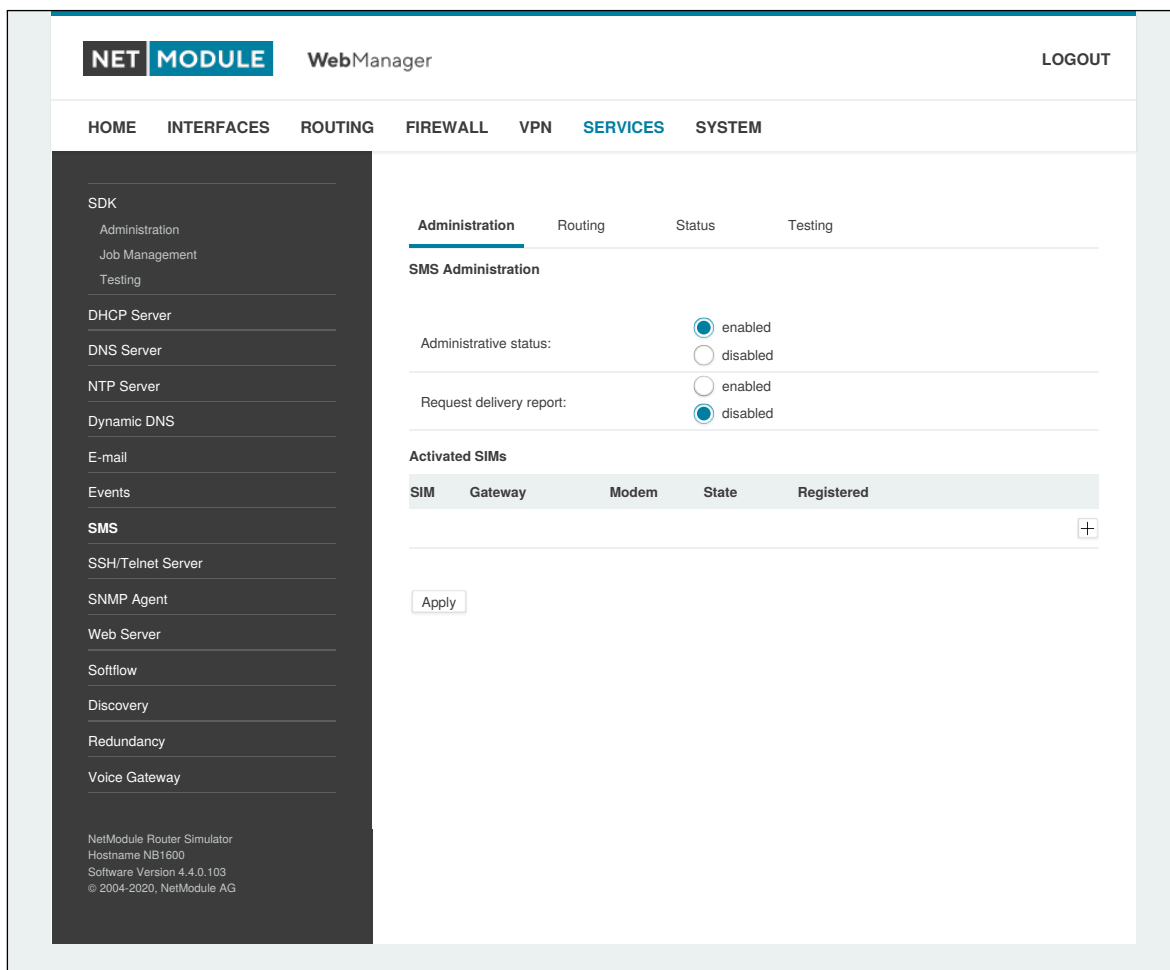 NET MODULE WebManager LOGOUT
HOME INTERFACES ROUTING FIREWALL VPN SERVICES SYSTEM
SDK
Administration
Job Management
Testing
DHCP Server
DNS Server
NTP Server
Dynamic DNS
E-mail
Events
SMS
SSH/Telnet Server
SNMP Agent
Web Server
Softflow
Discovery
Redundancy
Voice Gateway
NetModule Router Simulator
Hostname NB1600
Software Version 4.4.0.103
© 2004-2020, NetModule AG
Administration Routing Status Testing
SMS Administration
Administrative status:
enabled
disabled
Request delivery report:
enabled
disabled
Activated SIMs
SIM Gateway Modem State Registered
Apply